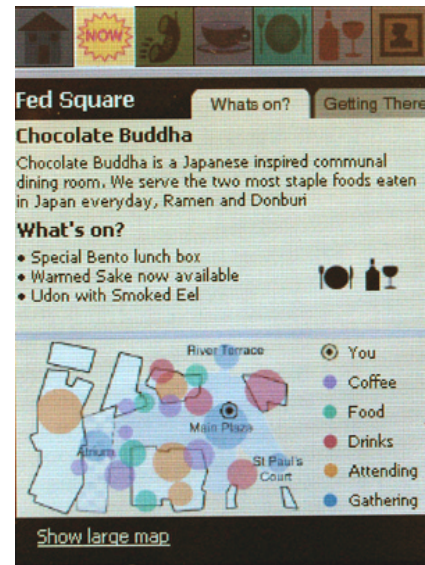 NOW
Fed Square
Whats on?
Getting There
Chocolate Buddha
Chocolate Buddha is a Japanese inspired communal
dining room. We serve the two most staple foods eaten
in Japan everyday, Ramen and Donburi
What's on?
• Special Bento lunch box
• Warmed Sake now available
• Udon with Smoked Eel
River Terrace
Main Plaza
Atrium
St Paul's
Court
You
Coffee
Food
Drinks
Attending
Gathering
Show large map